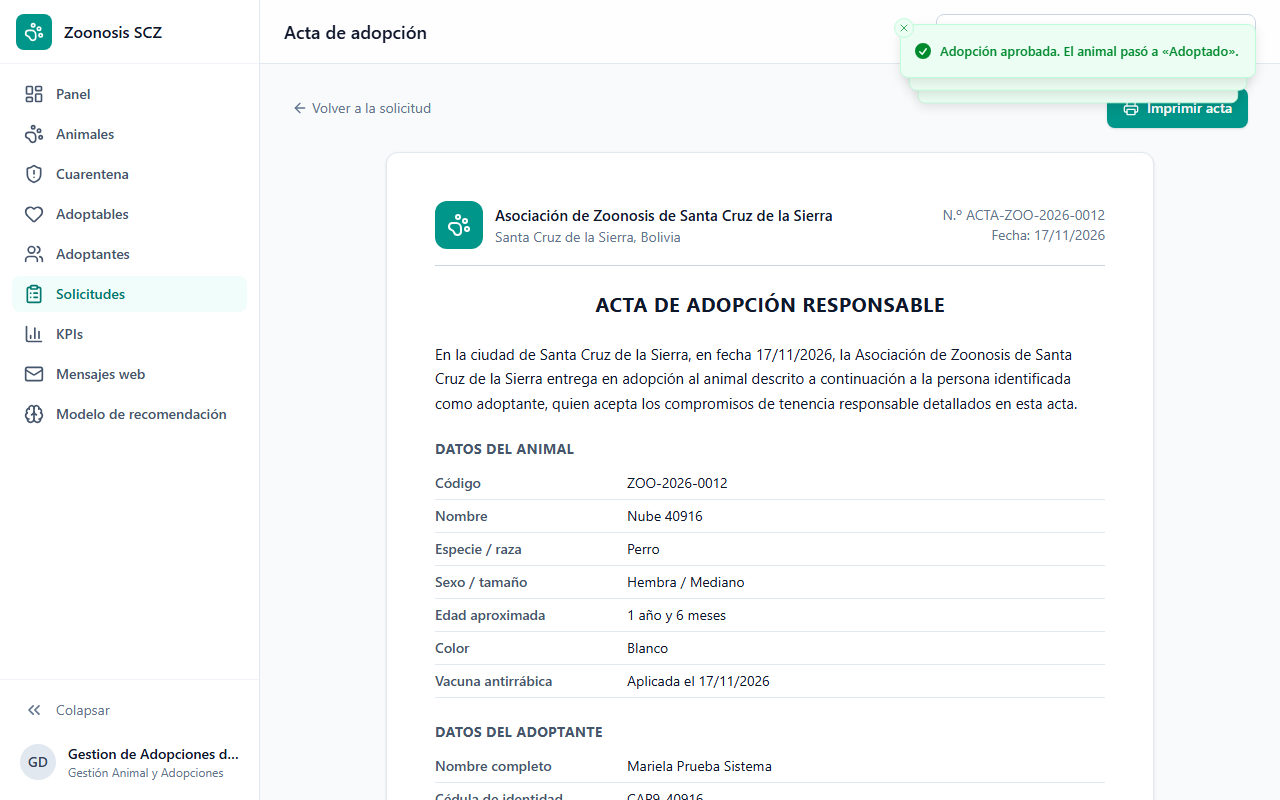 Zoonosis SCZ
Panel
Animales
Cuarentena
Adoptables
Adoptantes
Solicitudes
KPIs
Mensajes web
Modelo de recomendación
Colapsar
GD
Gestion de Adopciones d...
Gestión Animal y Adopciones
Acta de adopción
Adopción aprobada. El animal pasó a «Adoptado».
Volver a la solicitud
Imprimir acta
Asociación de Zoonosis de Santa Cruz de la Sierra
Santa Cruz de la Sierra, Bolivia
N.º ACTA-ZOO-2026-0012
Fecha: 17/11/2026
ACTA DE ADOPCIÓN RESPONSABLE
En la ciudad de Santa Cruz de la Sierra, en fecha 17/11/2026, la Asociación de Zoonosis de Santa
Cruz de la Sierra entrega en adopción al animal descrito a continuación a la persona identificada
como adoptante, quien acepta los compromisos de tenencia responsable detallados en esta acta.
DATOS DEL ANIMAL
Código ZOO-2026-0012
Nombre Nube 40916
Especie / raza Perro
Sexo / tamaño Hembra / Mediano
Edad aproximada 1 año y 6 meses
Color Blanco
Vacuna antirrábica Aplicada el 17/11/2026
DATOS DEL ADOPTANTE
Nombre completo Mariela Prueba Sistema
Cédula de identidad CAP9-40916